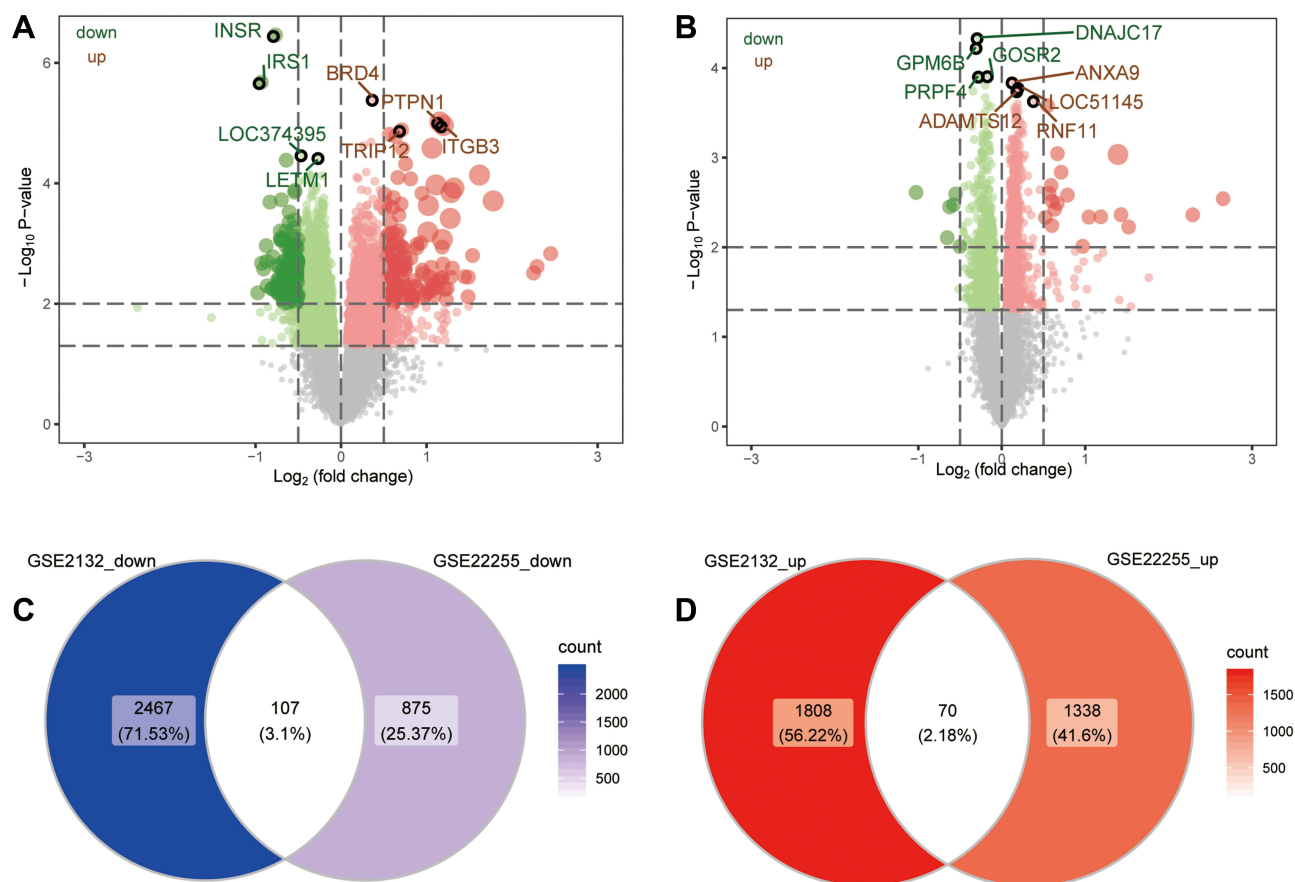 A
down
up
INSR
IRS1
BRD4
PTPN1
LOC374395
TRIP12
ITGB3
LETM1
6
4
2
0
−Log10 P-value
−3
−1
0
1
3
Log2 (fold change)
B
down
up
DNAJC17
GPM6B
GOSR2
PRPF4
ANXA9
LOC51145
ADAMTS12
RNF11
4
3
2
1
0
−Log10 P-value
−3
−1
0
1
3
Log2 (fold change)
C
GSE2132_down
GSE22255_down
2467
(71.53%)
107
(3.1%)
875
(25.37%)
count
2000
1500
1000
500
D
GSE2132_up
GSE22255_up
1808
(56.22%)
70
(2.18%)
1338
(41.6%)
count
1500
1000
500